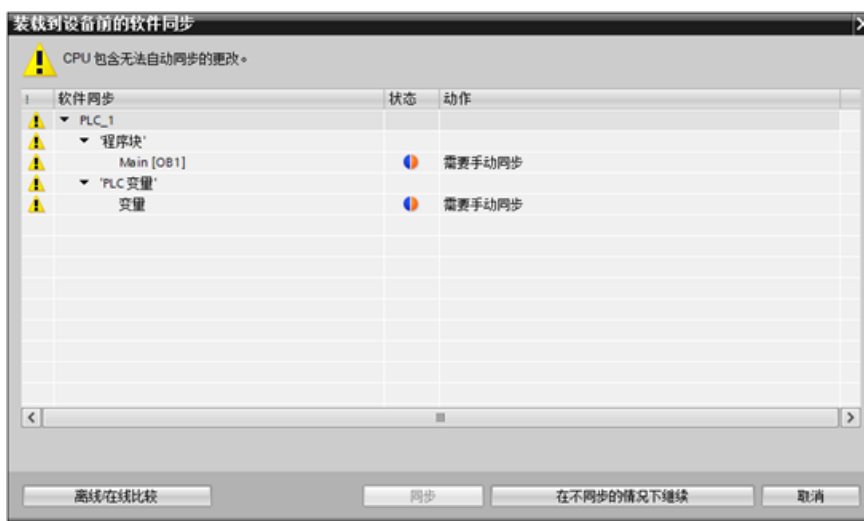 装载到设备前的软件同步
CPU 包含无法自动同步的更改。
! 软件同步 状态 动作
PLC_1
'程序块'
Main [OB1] 需要手动同步
'PLC 变量'
变量 需要手动同步
离线/在线比较 同步 在不同步的情况下继续 取消